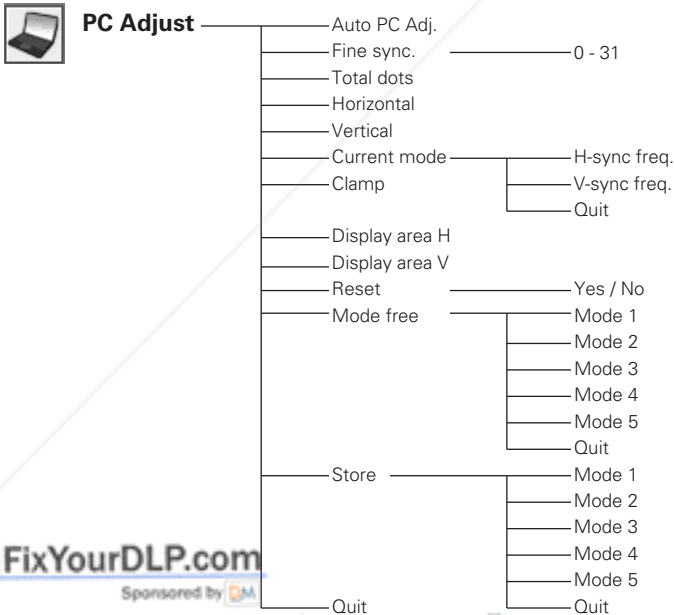 PC Adjust Auto PC Adj.
Fine sync. 0 - 31
Total dots
Horizontal
Vertical
Current mode H-sync freq.
Clamp V-sync freq.
Quit
Display area H
Display area V
Reset Yes / No
Mode free Mode 1
Mode 2
Mode 3
Mode 4
Mode 5
Quit
Store Mode 1
Mode 2
Mode 3
Mode 4
Mode 5
Quit Quit
FixYourDLP.com
Sponsored by DM